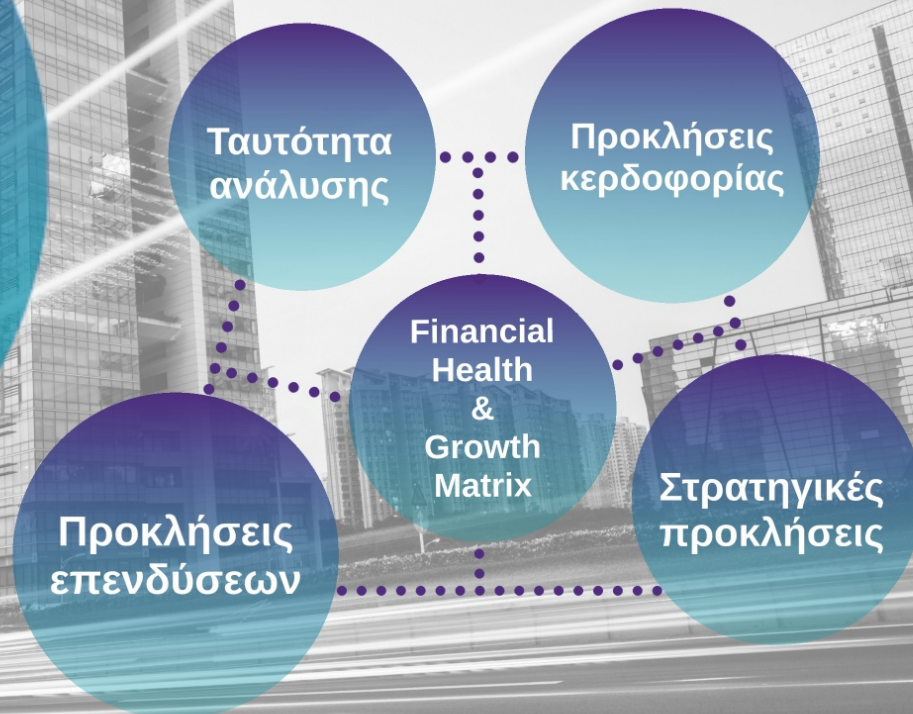 Ταυτότητα
ανάλυσης
Προκλήσεις
κερδοφορίας
Financial
Health
&
Growth
Matrix
Προκλήσεις
επενδύσεων
Στρατηγικές
προκλήσεις